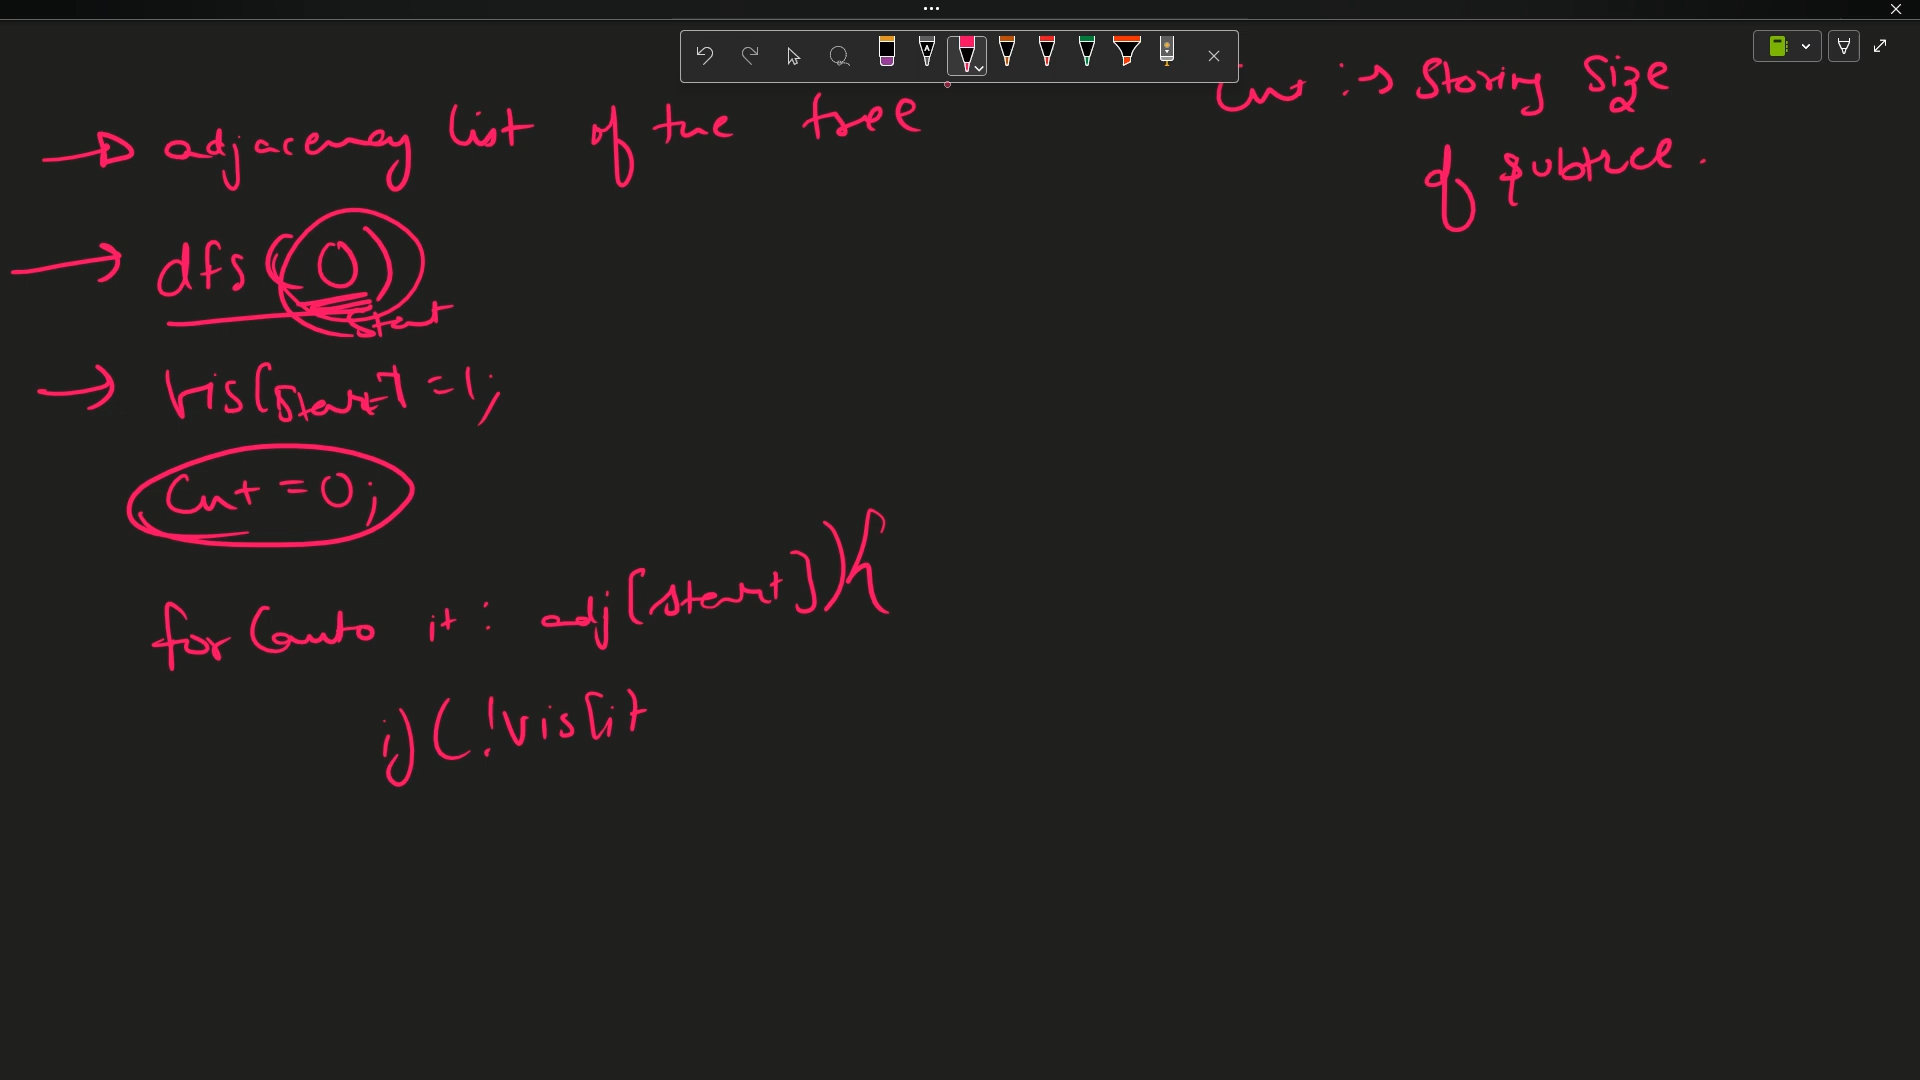 → adjacency list of the tree
cnt :→ Storing Size
of subtree.
→ dfs (0)
start
→ vis[start] = 1;
Cnt = 0;
for (auto it : adj[start]){
if(!vis[it